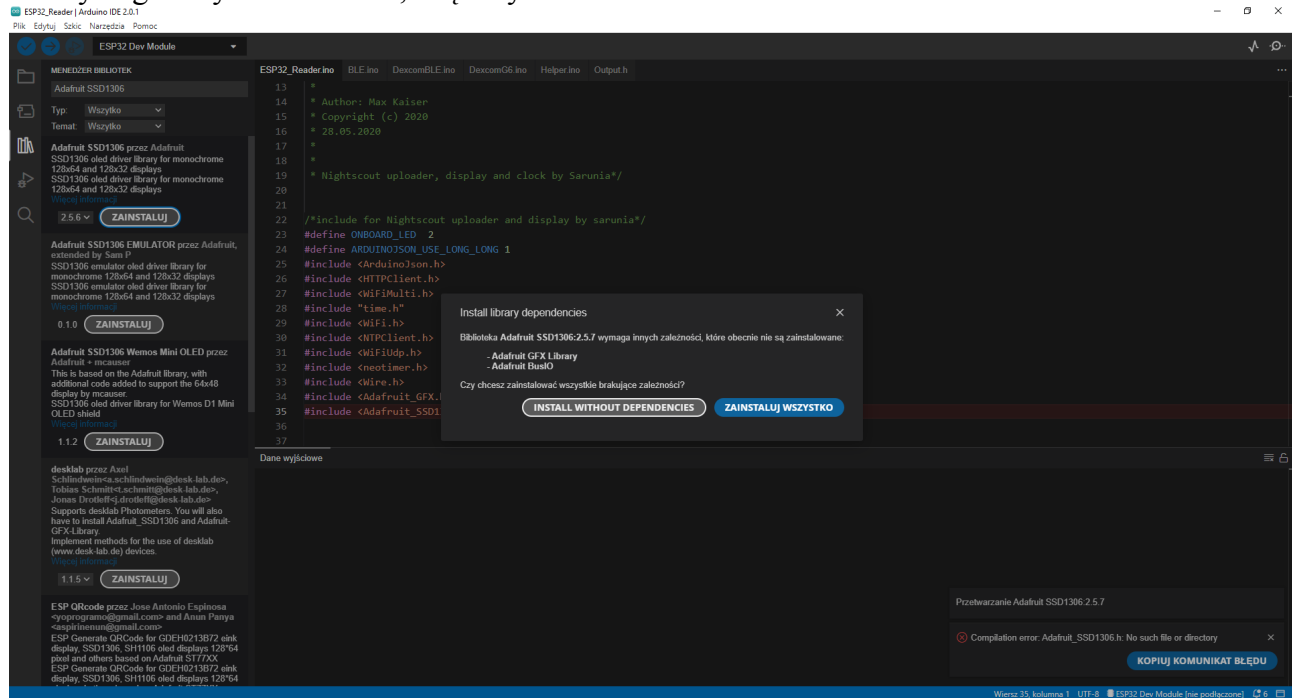 ESP32_Reader | Arduino IDE 2.0.1
Plik Edytuj Szkic Narzędzia Pomoc
ESP32 Dev Module
MENEDŻER BIBLIOTEK
Adafruit SSD1306
Typ: Wszytko
Temat: Wszytko
Adafruit SSD1306 przez Adafruit
SSD1306 oled driver library for monochrome
128x64 and 128x32 displays
SSD1306 oled driver library for monochrome
128x64 and 128x32 displays
Więcej informacji
2.5.6 ZAINSTALUJ
Adafruit SSD1306 EMULATOR przez Adafruit,
extended by Sam P
SSD1306 emulator oled driver library for
monochrome 128x64 and 128x32 displays
SSD1306 emulator oled driver library for
monochrome 128x64 and 128x32 displays
Więcej informacji
0.1.0 ZAINSTALUJ
Adafruit SSD1306 Wemos Mini OLED przez
Adafruit + mcauser
This is based on the Adafruit library, with
additional code added to support the 64x48
display by mcauser.
SSD1306 oled driver library for Wemos D1 Mini
OLED shield
Więcej informacji
1.1.2 ZAINSTALUJ
desklab przez Axel
Schlindwein<a.schlindwein@desk-lab.de>,
Tobias Schmitt<t.schmitt@desk-lab.de>,
Jonas Drotleff<j.drotleff@desk-lab.de>
Supports desklab Photometers. You will also
have to install Adafruit_SSD1306 and Adafruit-
GFX-Library.
Implement methods for the use of desklab
(www.desk-lab.de) devices.
Więcej informacji
1.1.5 ZAINSTALUJ
ESP QRcode przez Jose Antonio Espinosa
<yoprogramo@gmail.com> and Anun Panya
<aspirinenun@gmail.com>
ESP Generate QRCode for GDEH0213B72 eink
display, SSD1306, SH1106 oled displays 128*64
pixel and others based on Adafruit ST77XX
ESP Generate QRCode for GDEH0213B72 eink
display, SSD1306, SH1106 oled displays 128*64
ESP32_Reader.ino BLE.ino DexcomBLE.ino DexcomG6.ino Helper.ino Output.h
13 *
14 * Author: Max Kaiser
15 * Copyright (c) 2020
16 * 28.05.2020
17 *
18 *
19 * Nightscout uploader, display and clock by Sarunia*/
20
21
22 /*include for Nightscout uploader and display by sarunia*/
23 #define ONBOARD_LED 2
24 #define ARDUINOJSON_USE_LONG_LONG 1
25 #include <ArduinoJson.h>
26 #include <HTTPClient.h>
27 #include <WiFiMulti.h>
28 #include "time.h"
29 #include <WiFi.h>
30 #include <NTPClient.h>
31 #include <WiFiUdp.h>
32 #include <neotimer.h>
33 #include <Wire.h>
34 #include <Adafruit_GFX.
35 #include <Adafruit_SSD1
36
37
Install library dependencies
Biblioteka Adafruit SSD1306:2.5.7 wymaga innych zależności, które obecnie nie są zainstalowane:
- Adafruit GFX Library
- Adafruit BusIO
Czy chcesz zainstalować wszystkie brakujące zależności?
INSTALL WITHOUT DEPENDENCIES ZAINSTALUJ WSZYSTKO
Dane wyjściowe
Przetwarzanie Adafruit SSD1306:2.5.7
Compilation error: Adafruit_SSD1306.h: No such file or directory
KOPIUJ KOMUNIKAT BŁĘDU
Wiersz 35, kolumna 1 UTF-8 ESP32 Dev Module [nie podłączone] 6